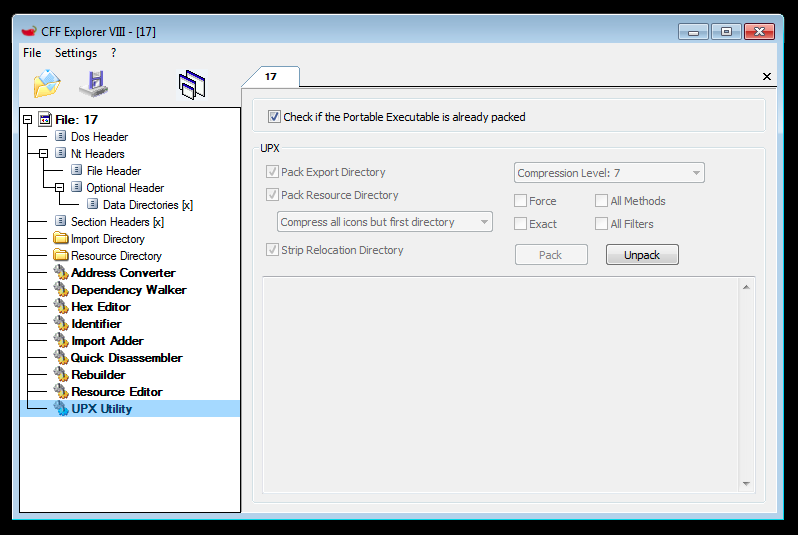 CFF Explorer VIII - [17]
File Settings ?
17
File: 17
Dos Header
Nt Headers
File Header
Optional Header
Data Directories [x]
Section Headers [x]
Import Directory
Resource Directory
Address Converter
Dependency Walker
Hex Editor
Identifier
Import Adder
Quick Disassembler
Rebuilder
Resource Editor
UPX Utility
Check if the Portable Executable is already packed
UPX
Pack Export Directory
Compression Level: 7
Pack Resource Directory
Force
All Methods
Compress all icons but first directory
Exact
All Filters
Strip Relocation Directory
Pack
Unpack